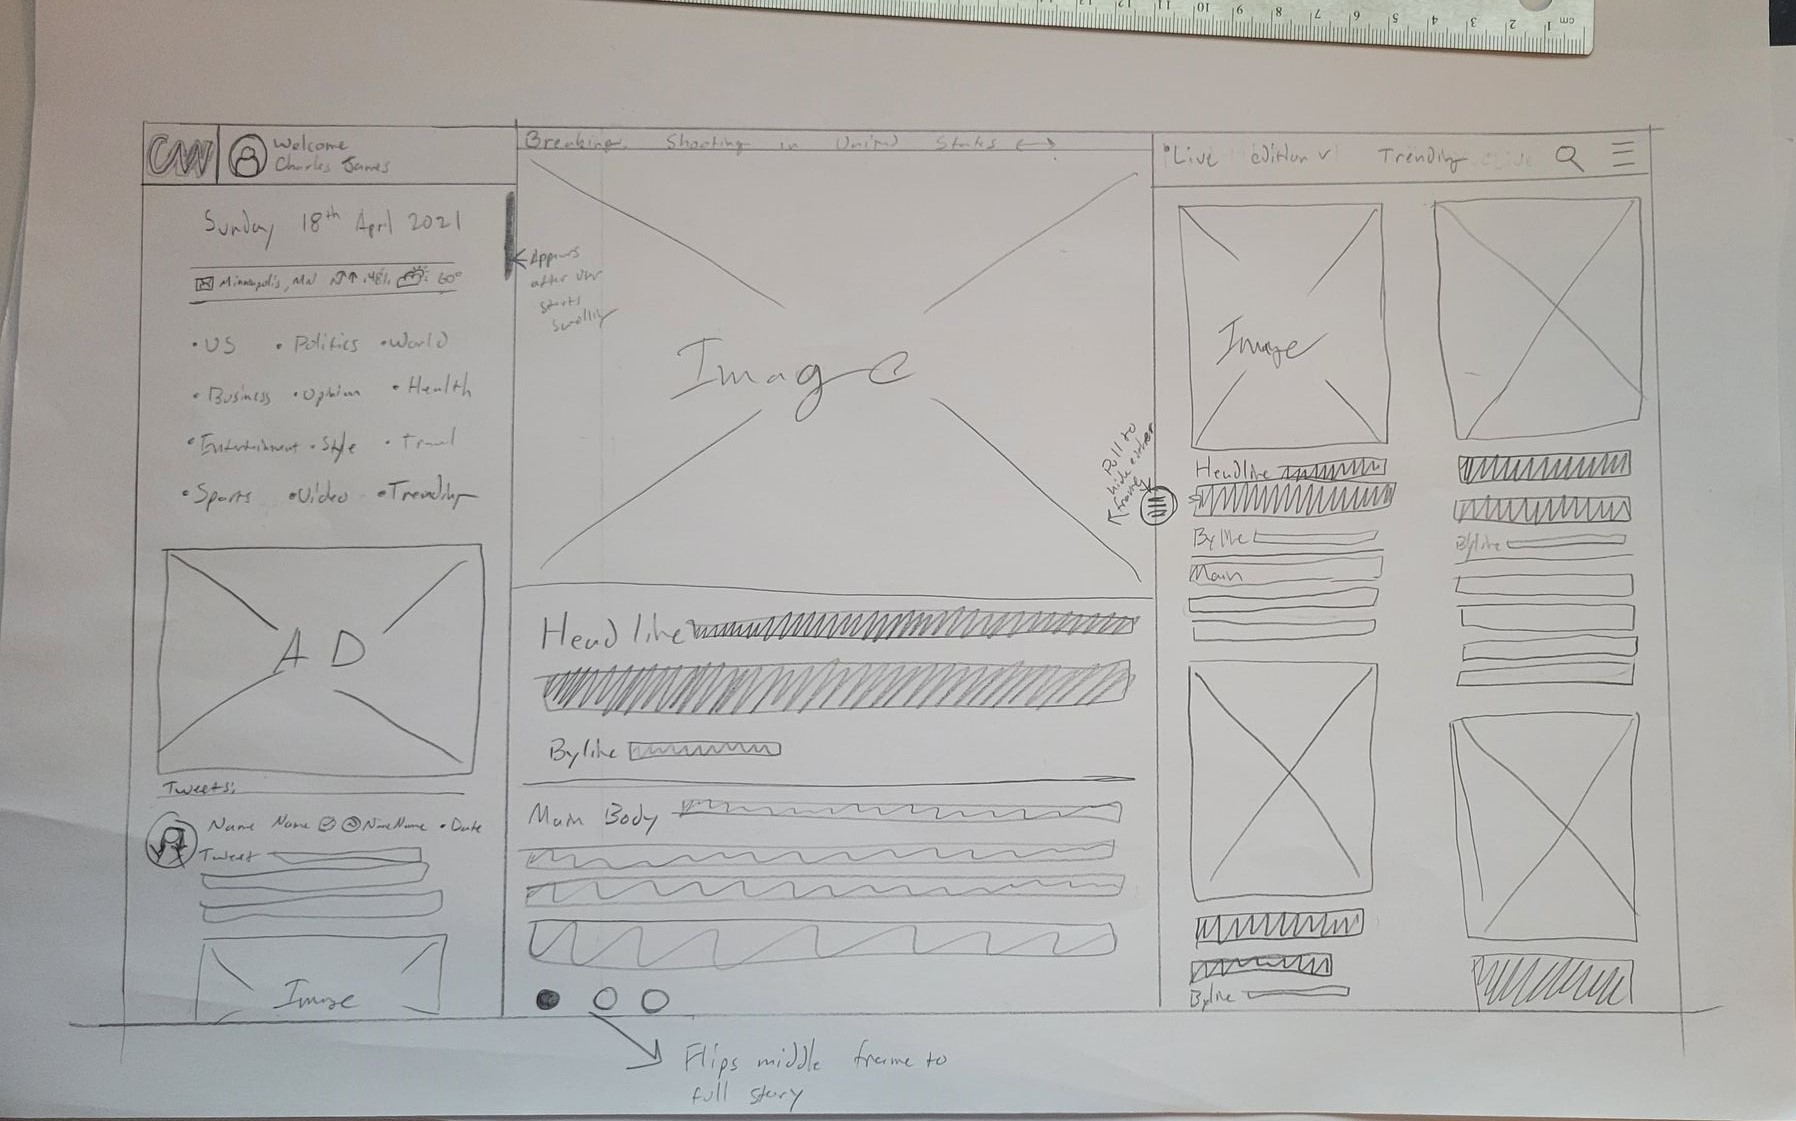 CNN
Welcome
Charles James
Sunday 18th April 2021
Minneapolis, MN 48% 60°
• US • Politics • World
• Business • Opinion • Health
• Entertainment • Style • Travel
• Sports • Video • Trending
AD
Tweets:
Name Name @NameName • Date
Tweet
Image
Breaking: Shooting in United States
Appears
after user
starts
scrolling
Image
Pull to
hide either
frame
Headline
Byline
Main Body
Flips middle frame to
full story
• Live edition v Trending
Image
Headline
Byline
Main
Byline
Byline
cm 1 2 3 4 5 6 7 8 9 10 11 12 13